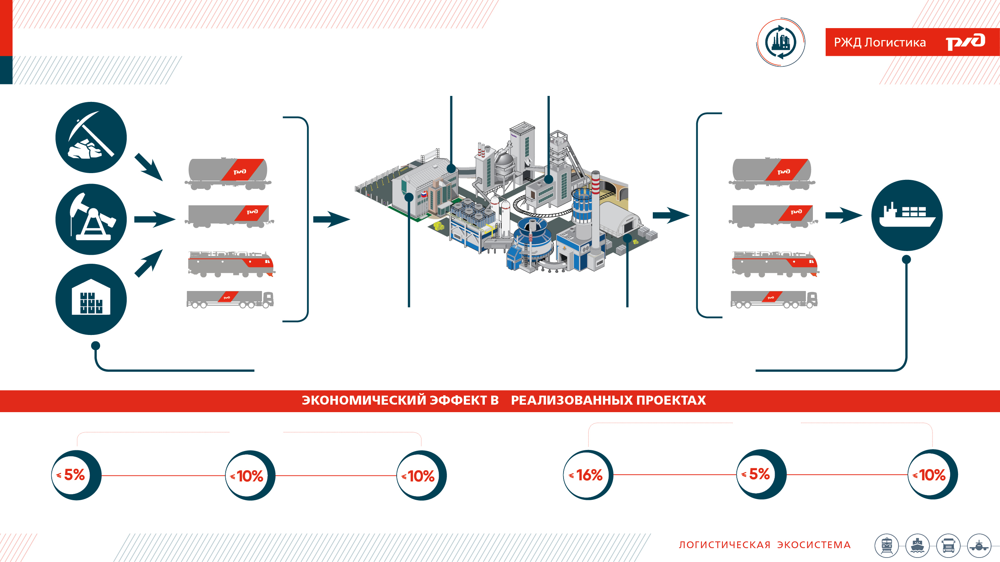 РЖД Логистика
ЭКОНОМИЧЕСКИЙ ЭФФЕКТ В РЕАЛИЗОВАННЫХ ПРОЕКТАХ
⩽ 5%
⩽ 10%
⩽ 10%
⩽ 16%
⩽ 5%
⩽ 10%
ЛОГИСТИЧЕСКАЯ ЭКОСИСТЕМА